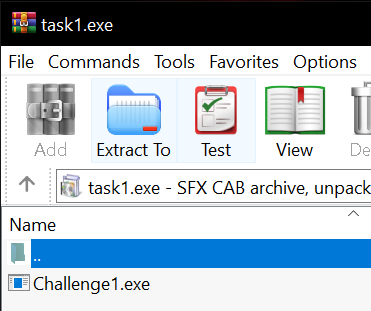 task1.exe
File Commands Tools Favorites Options
Add Extract To Test View
task1.exe - SFX CAB archive, unpack
Name
..
Challenge1.exe